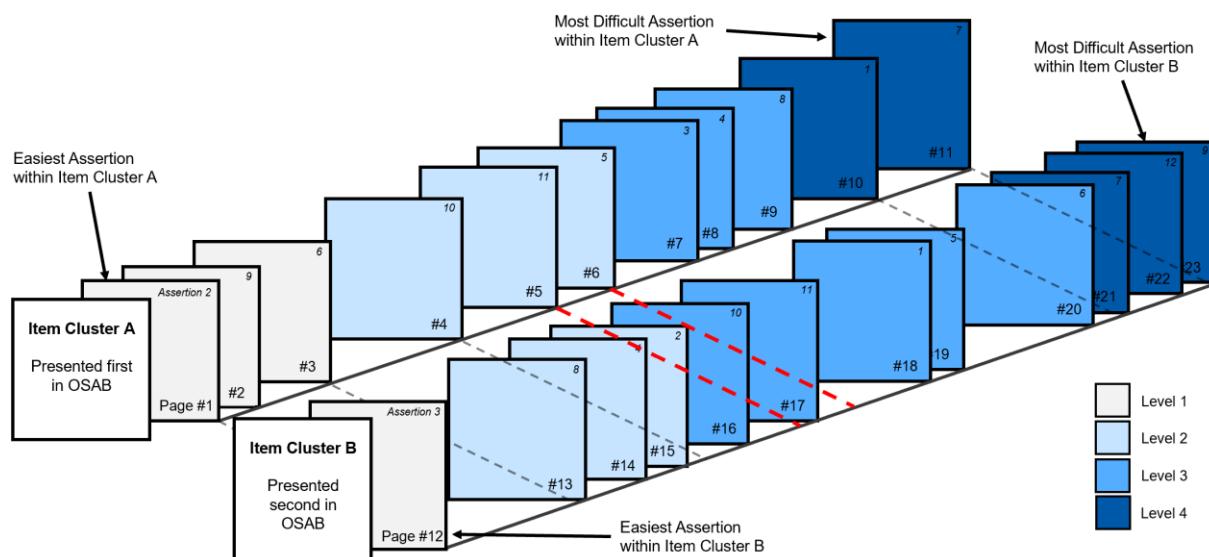 Most Difficult Assertion
within Item Cluster A
Most Difficult Assertion
within Item Cluster B
Easiest Assertion
within Item Cluster A
Item Cluster A
Presented first
in OSAB
Assertion 2
Page #1
9
#2
6
#3
10
#4
11
#5
5
#6
3
#7
4
#8
8
#9
1
#10
7
#11
Item Cluster B
Presented
second in
OSAB
Assertion 3
Page #12
8
#13
#14
2
#15
10
#16
11
#17
1
#18
5
#19
6
#20
7
#21
12
#22
9
23
Easiest Assertion
within Item Cluster B
Level 1
Level 2
Level 3
Level 4